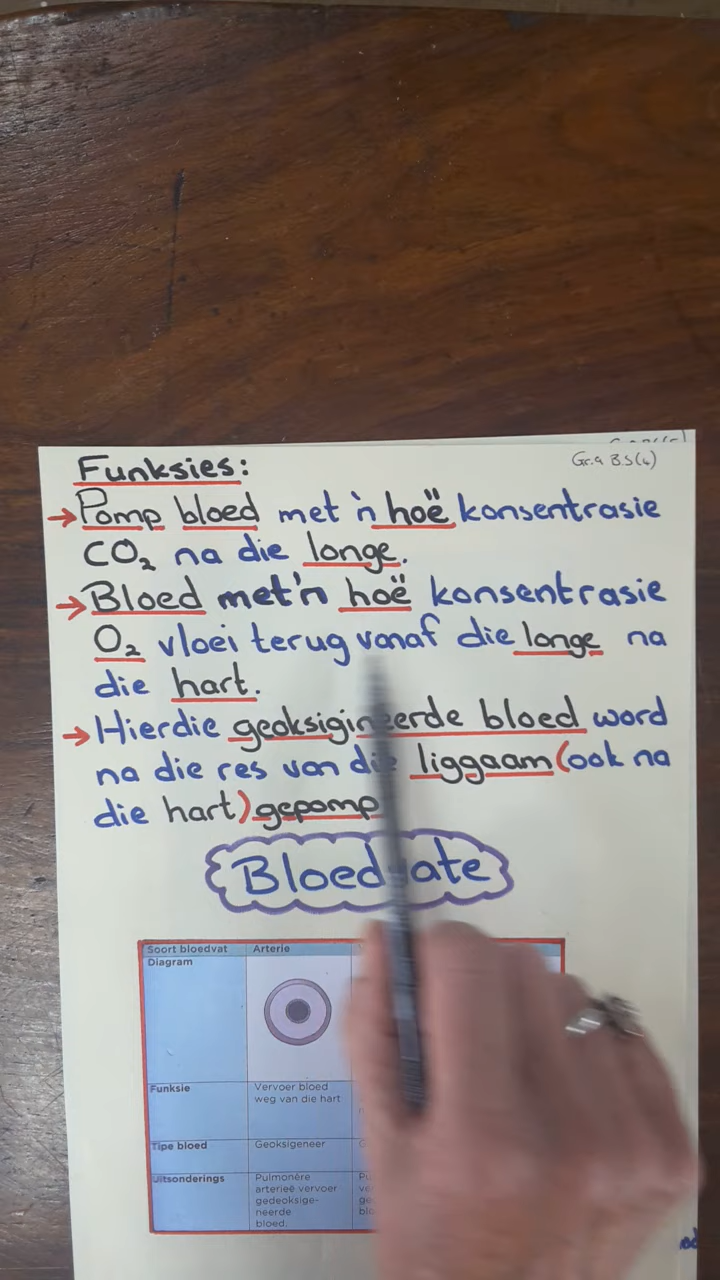 Gr.9 B.S(4)
Funksies:
→Pomp bloed met 'n hoë konsentrasie
CO₂ na die longe.
→Bloed met 'n hoë konsentrasie
O₂ vloei terug vanaf die longe na
die hart.
→Hierdie geoksigineerde bloed word
na die res van die liggaam (ook na
die hart) gepomp
Soort bloedvat Arterie
Diagram
Funksie Vervoer bloed
weg van die hart
Tipe bloed Geoksigeneer
Uitsonderings Pulmonêre
arterieë vervoer
gedeoksige-
neerde
bloed.